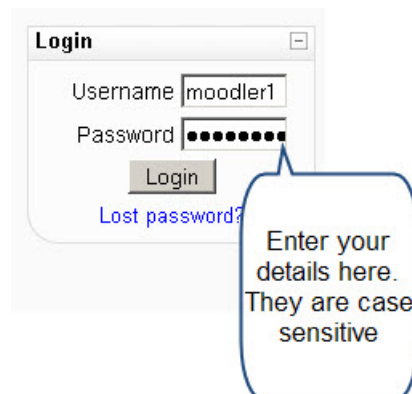 Login
Username moodler1
Password ●●●●●●●●
Login
Lost password?
Enter your
details here.
They are case
sensitive